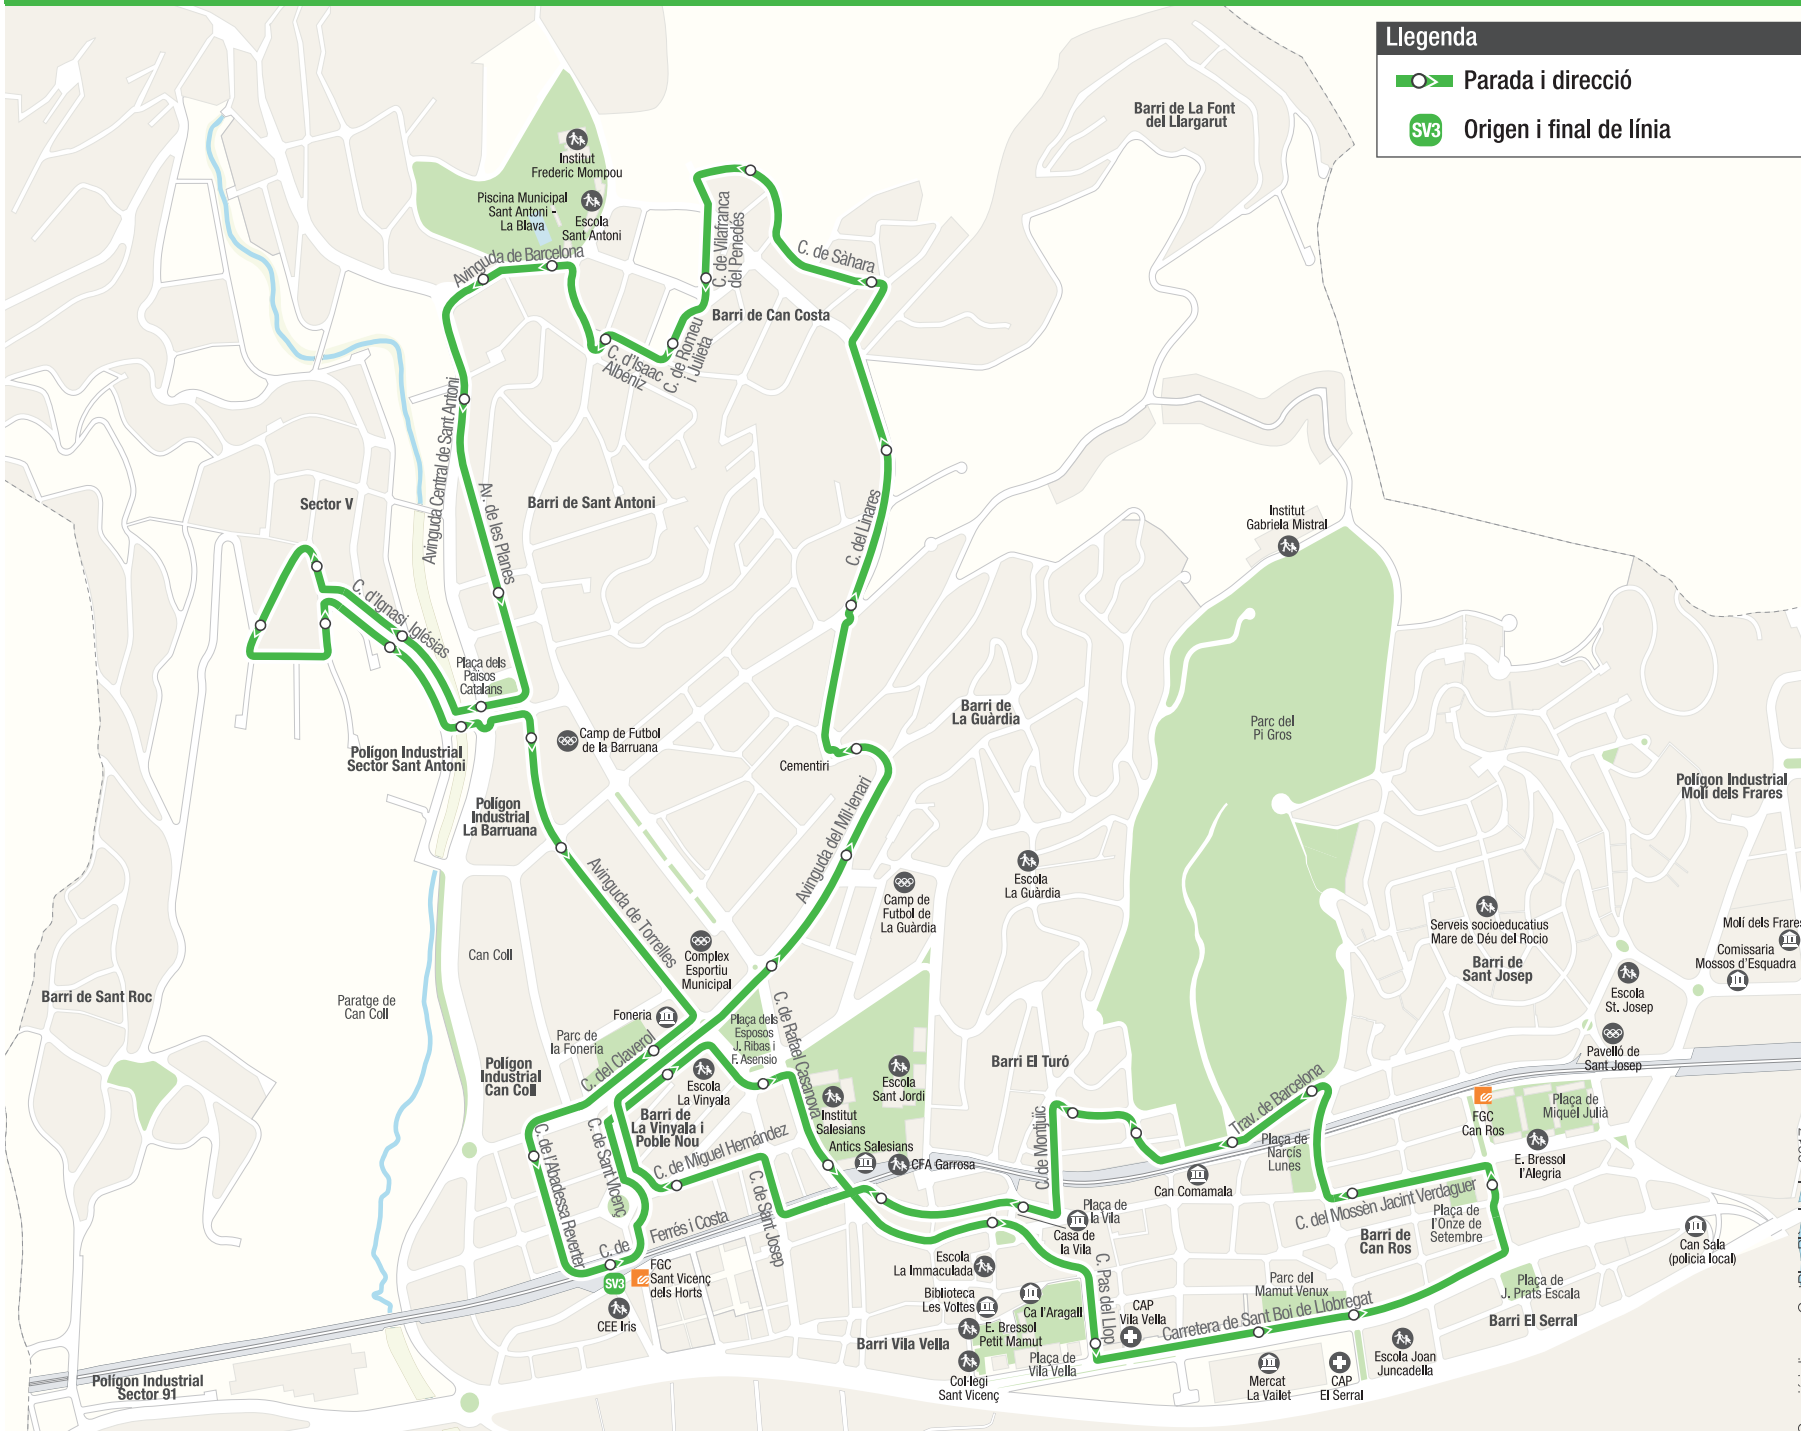 Llegenda
Parada i direcció
SV3
Origen i final de línia
Barri de La Font
del Llargarut
Institut
Frederic Mompou
Piscina Municipal
Sant Antoni -
La Blava
Escola
Sant Antoni
Avinguda de Barcelona
C. de Vilafranca
del Penedés
C. de Sàhara
Barri de Can Costa
C. de Romeu
i Julieta
C. d'Isaac
Albéniz
Avinguda Central de Sant Antoni
Av. de les Planes
Barri de Sant Antoni
Sector V
C. del Linares
Institut
Gabriela Mistral
C. d'Ignasi Iglésias
Plaça dels
Països
Catalans
Barri de
La Guàrdia
Parc del
Pi Gros
Camp de Futbol
de la Barruana
Polígon Industrial
Sector Sant Antoni
Cementiri
Polígon Industrial
Molí dels Frares
Polígon
Industrial
La Barruana
Avinguda del Mil·lenari
Avinguda de Torrelles
Escola
La Guàrdia
Camp de
Futbol de
La Guàrdia
Serveis socioeducatius
Mare de Déu del Rocio
Molí dels Frares
Comissaria
Mossos d'Esquadra
Barri de
Sant Josep
Escola
St. Josep
Can Coll
Complex
Esportiu
Municipal
Barri de Sant Roc
Paratge de
Can Coll
Foneria
Parc de
la Foneria
Plaça dels
Esposos
J. Ribas i
F. Asensio
C. de Rafael Casanova
C. del Claverol
Polígon
Industrial
Can Coll
Escola
La Vinyala
Escola
Sant Jordi
Barri El Turó
Pavelló de
Sant Josep
Institut
Salesians
Barri de
La Vinyala i
Poble Nou
Trav. de Barcelona
FGC
Can Ros
Plaça de
Miquel Julià
C. de l'Abadessa Reverter
C. de Sant Vicenç
C. de Miguel Hernández
Antics Salesians
CFA Garrosa
C. de Montjuïc
Plaça de
Narcís
Lunes
E. Bressol
l'Alegria
Can Comamala
C. de Sant Josep
Plaça de
la Vila
Casa de
la Vila
C. del Mossèn Jacint Verdaguer
Plaça de
l'Onze de
Setembre
Barri de
Can Ros
Can Sala
(policia local)
C. de Ferrés i Costa
SV3
FGC
Sant Vicenç
dels Horts
CEE Iris
Escola
La Immaculada
Biblioteca
Les Voltes
Ca l'Aragall
C. Pas del Llop
CAP
Vila Vella
Parc del
Mamut Venux
Plaça de
J. Prats Escala
Barri El Serral
E. Bressol
Petit Mamut
Barri Vila Vella
Carretera de Sant Boi de Llobregat
Plaça de
Vila Vella
Col·legi
Sant Vicenç
Mercat
La Vailet
CAP
El Serral
Escola Joan
Juncadella
Polígon Industrial
Sector 91